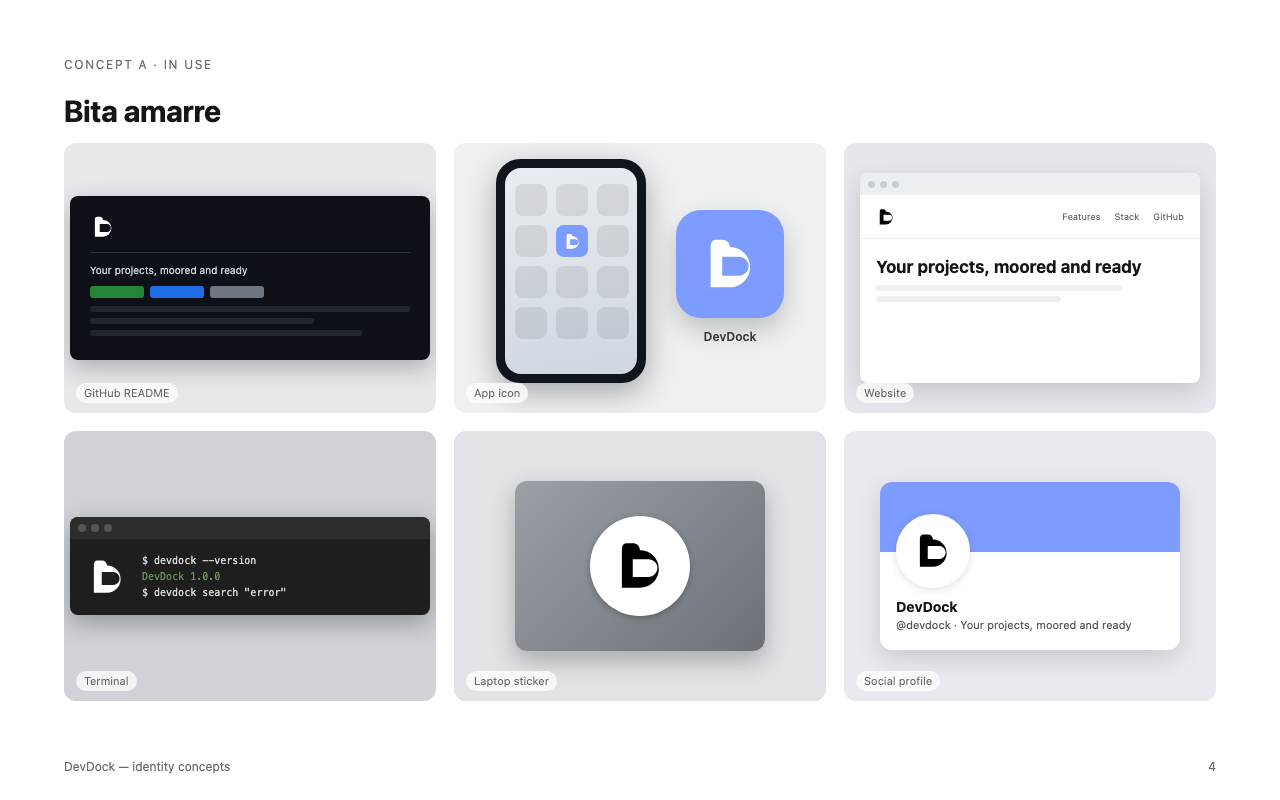 CONCEPT A · IN USE
Bita amarre
Your projects, moored and ready
GitHub README
DevDock
App icon
Features Stack GitHub
Your projects, moored and ready
Website
$ devdock --version
DevDock 1.0.0
$ devdock search "error"
Terminal
Laptop sticker
DevDock
@devdock · Your projects, moored and ready
Social profile
DevDock — identity concepts
4